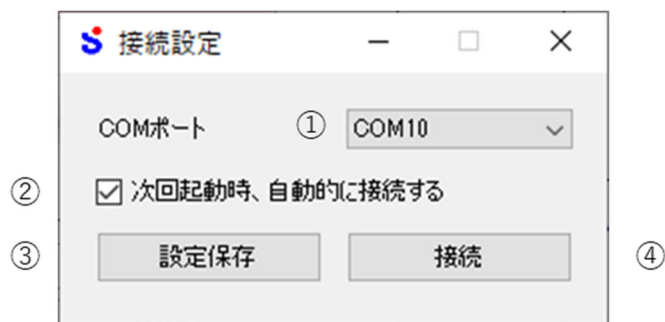 接続設定
COMポート ① COM10
② 次回起動時、自動的に接続する
③ 設定保存 接続 ④